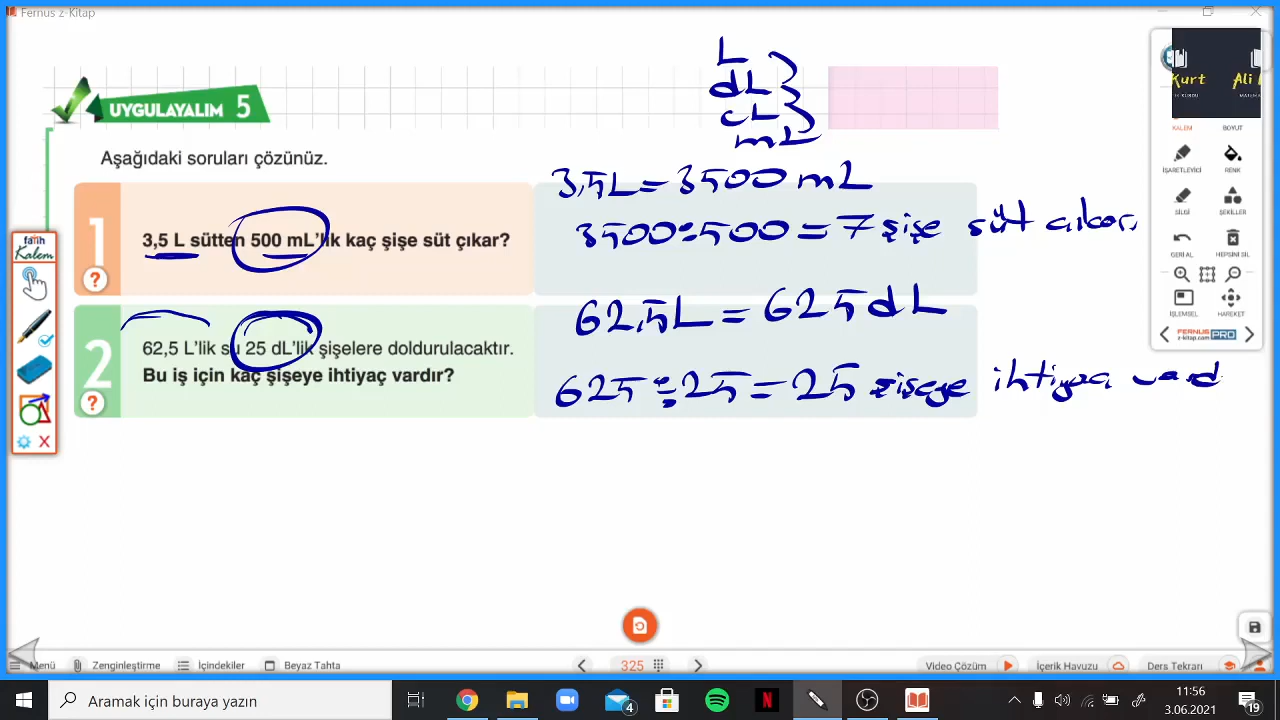 Fernus z-Kitap
L
dL
cL
mL
UYGULAYALIM 5
Aşağıdaki soruları çözünüz.
1
3,5 L sütten 500 mL'lik kaç şişe süt çıkar?
?
3,5L=3500 mL
3500÷500=7 şişe süt çıkar.
2
62,5 L'lik su 25 dL'lik şişelere doldurulacaktır.
Bu iş için kaç şişeye ihtiyaç vardır?
?
62,5L=625dL
625÷25=25 şişeye ihtiyaç vard
fatih
Kalem
Kurt Ali
KALEM BOYUT
İŞARETLEYİCİ RENK
SİLGİ ŞEKİLLER
GERİ AL HEPSİNİ SİL
İŞLEMSEL HAREKET
FERNUS
z-kitap.com PRO
Menü Zenginleştirme İçindekiler Beyaz Tahta 325 Video Çözüm İçerik Havuzu Ders Tekrarı
Aramak için buraya yazın
4
11:56
3.06.2021
19